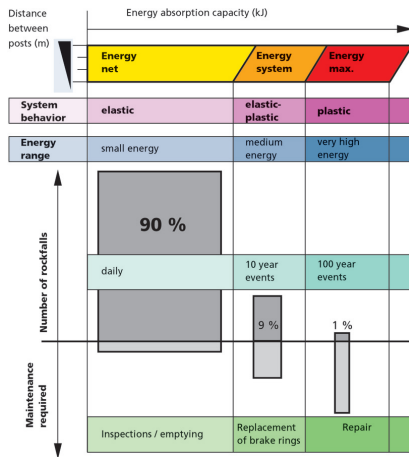 Distance
between
posts (m)
Energy absorption capacity (kJ)
Energy
net
Energy
system
Energy
max.
System
behavior
elastic
elastic-
plastic
plastic
Energy
range
small energy
medium
energy
very high
energy
Number of rockfalls
90 %
daily
10 year
events
100 year
events
9 %
1 %
Maintenance
required
Inspections / emptying
Replacement
of brake rings
Repair